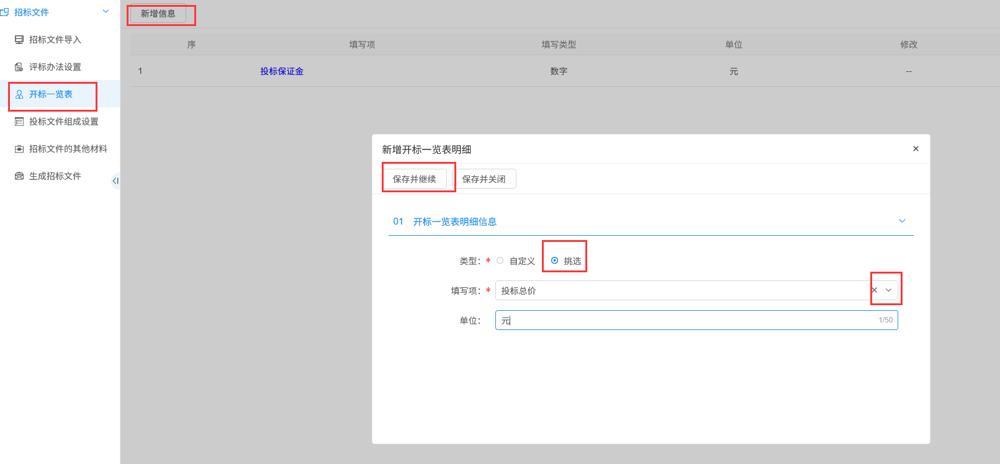 招标文件
招标文件导入
评标办法设置
开标一览表
投标文件组成设置
招标文件的其他材料
生成招标文件
新增信息
序 填写项 填写类型 单位 修改
1 投标保证金 数字 元 --
新增开标一览表明细
保存并继续 保存并关闭
01 开标一览表明细信息
类型：* 自定义 挑选
填写项：* 投标总价
单位： 元 1/50